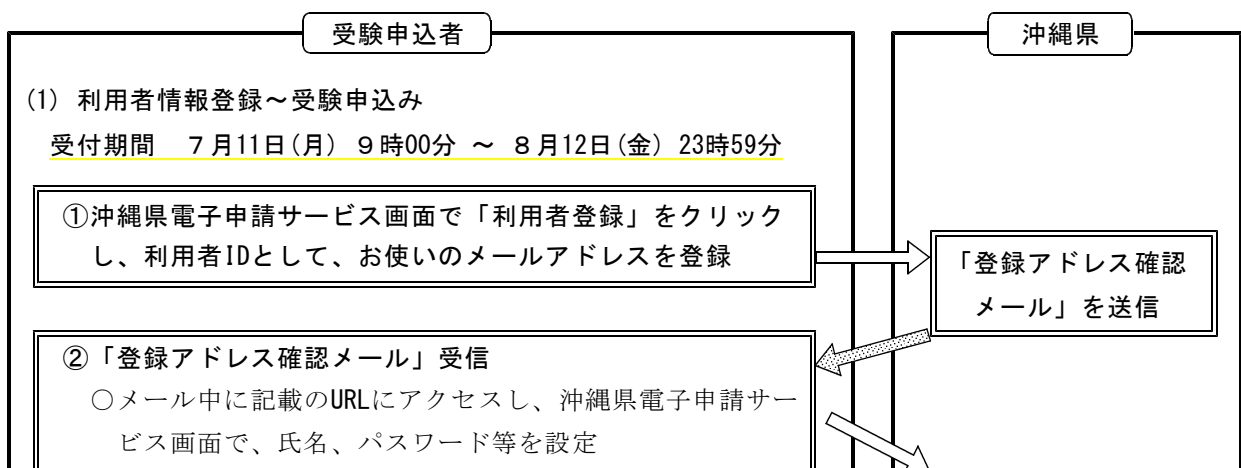 受験申込者
沖縄県
(1) 利用者情報登録～受験申込み
受付期間　７月11日(月) ９時00分 ～ ８月12日(金) 23時59分
①沖縄県電子申請サービス画面で「利用者登録」をクリック
し、利用者IDとして、お使いのメールアドレスを登録
「登録アドレス確認
メール」を送信
②「登録アドレス確認メール」受信
○メール中に記載のURLにアクセスし、沖縄県電子申請サー
ビス画面で、氏名、パスワード等を設定